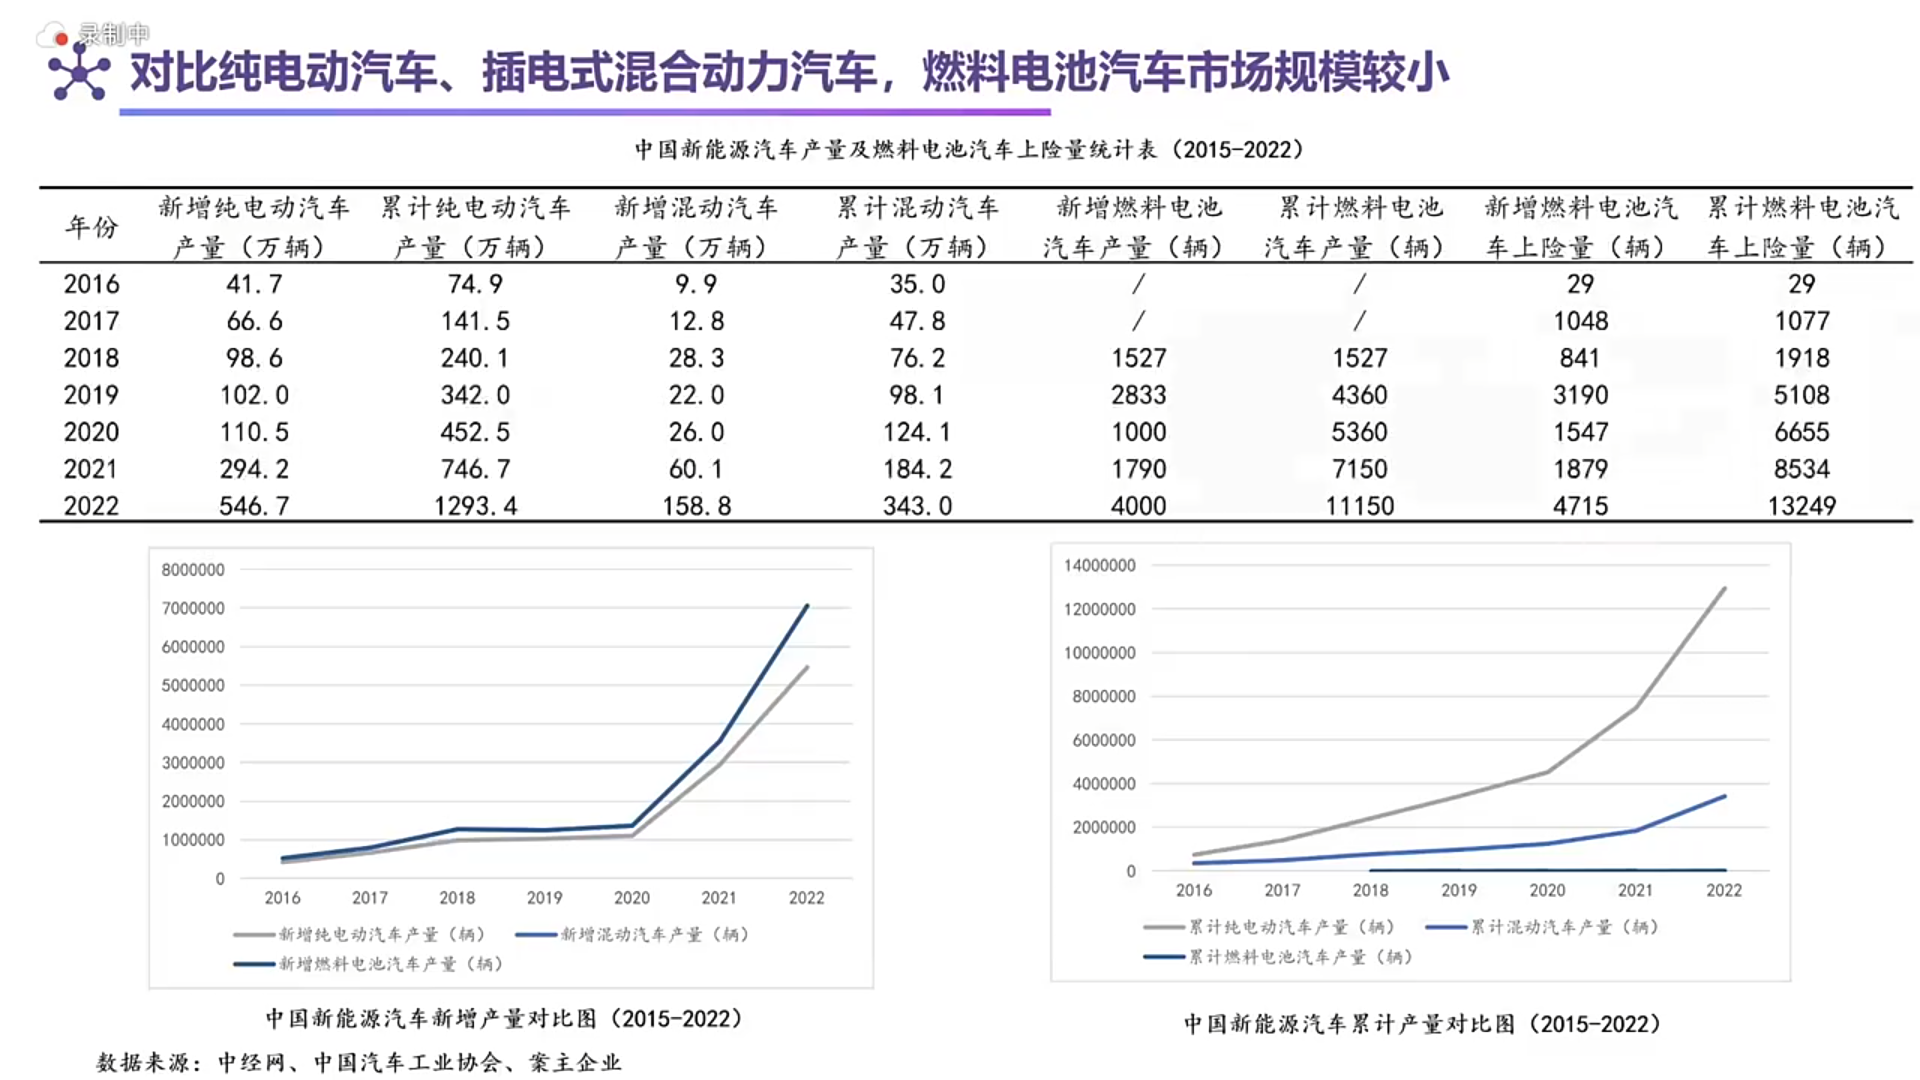 录制中
对比纯电动汽车、插电式混合动力汽车，燃料电池汽车市场规模较小
中国新能源汽车产量及燃料电池汽车上险量统计表（2015-2022）
年份 新增纯电动汽车产量（万辆） 累计纯电动汽车产量（万辆） 新增混动汽车产量（万辆） 累计混动汽车产量（万辆） 新增燃料电池汽车产量（辆） 累计燃料电池汽车产量（辆） 新增燃料电池汽车上险量（辆） 累计燃料电池汽车上险量（辆）
2016 41.7 74.9 9.9 35.0 / / 29 29
2017 66.6 141.5 12.8 47.8 / / 1048 1077
2018 98.6 240.1 28.3 76.2 1527 1527 841 1918
2019 102.0 342.0 22.0 98.1 2833 4360 3190 5108
2020 110.5 452.5 26.0 124.1 1000 5360 1547 6655
2021 294.2 746.7 60.1 184.2 1790 7150 1879 8534
2022 546.7 1293.4 158.8 343.0 4000 11150 4715 13249
8000000
7000000
6000000
5000000
4000000
3000000
2000000
1000000
0
2016 2017 2018 2019 2020 2021 2022
新增纯电动汽车产量（辆） 新增混动汽车产量（辆）
新增燃料电池汽车产量（辆）
中国新能源汽车新增产量对比图（2015-2022）
14000000
12000000
10000000
8000000
6000000
4000000
2000000
0
2016 2017 2018 2019 2020 2021 2022
累计纯电动汽车产量（辆） 累计混动汽车产量（辆）
累计燃料电池汽车产量（辆）
中国新能源汽车累计产量对比图（2015-2022）
数据来源：中经网、中国汽车工业协会、案主企业